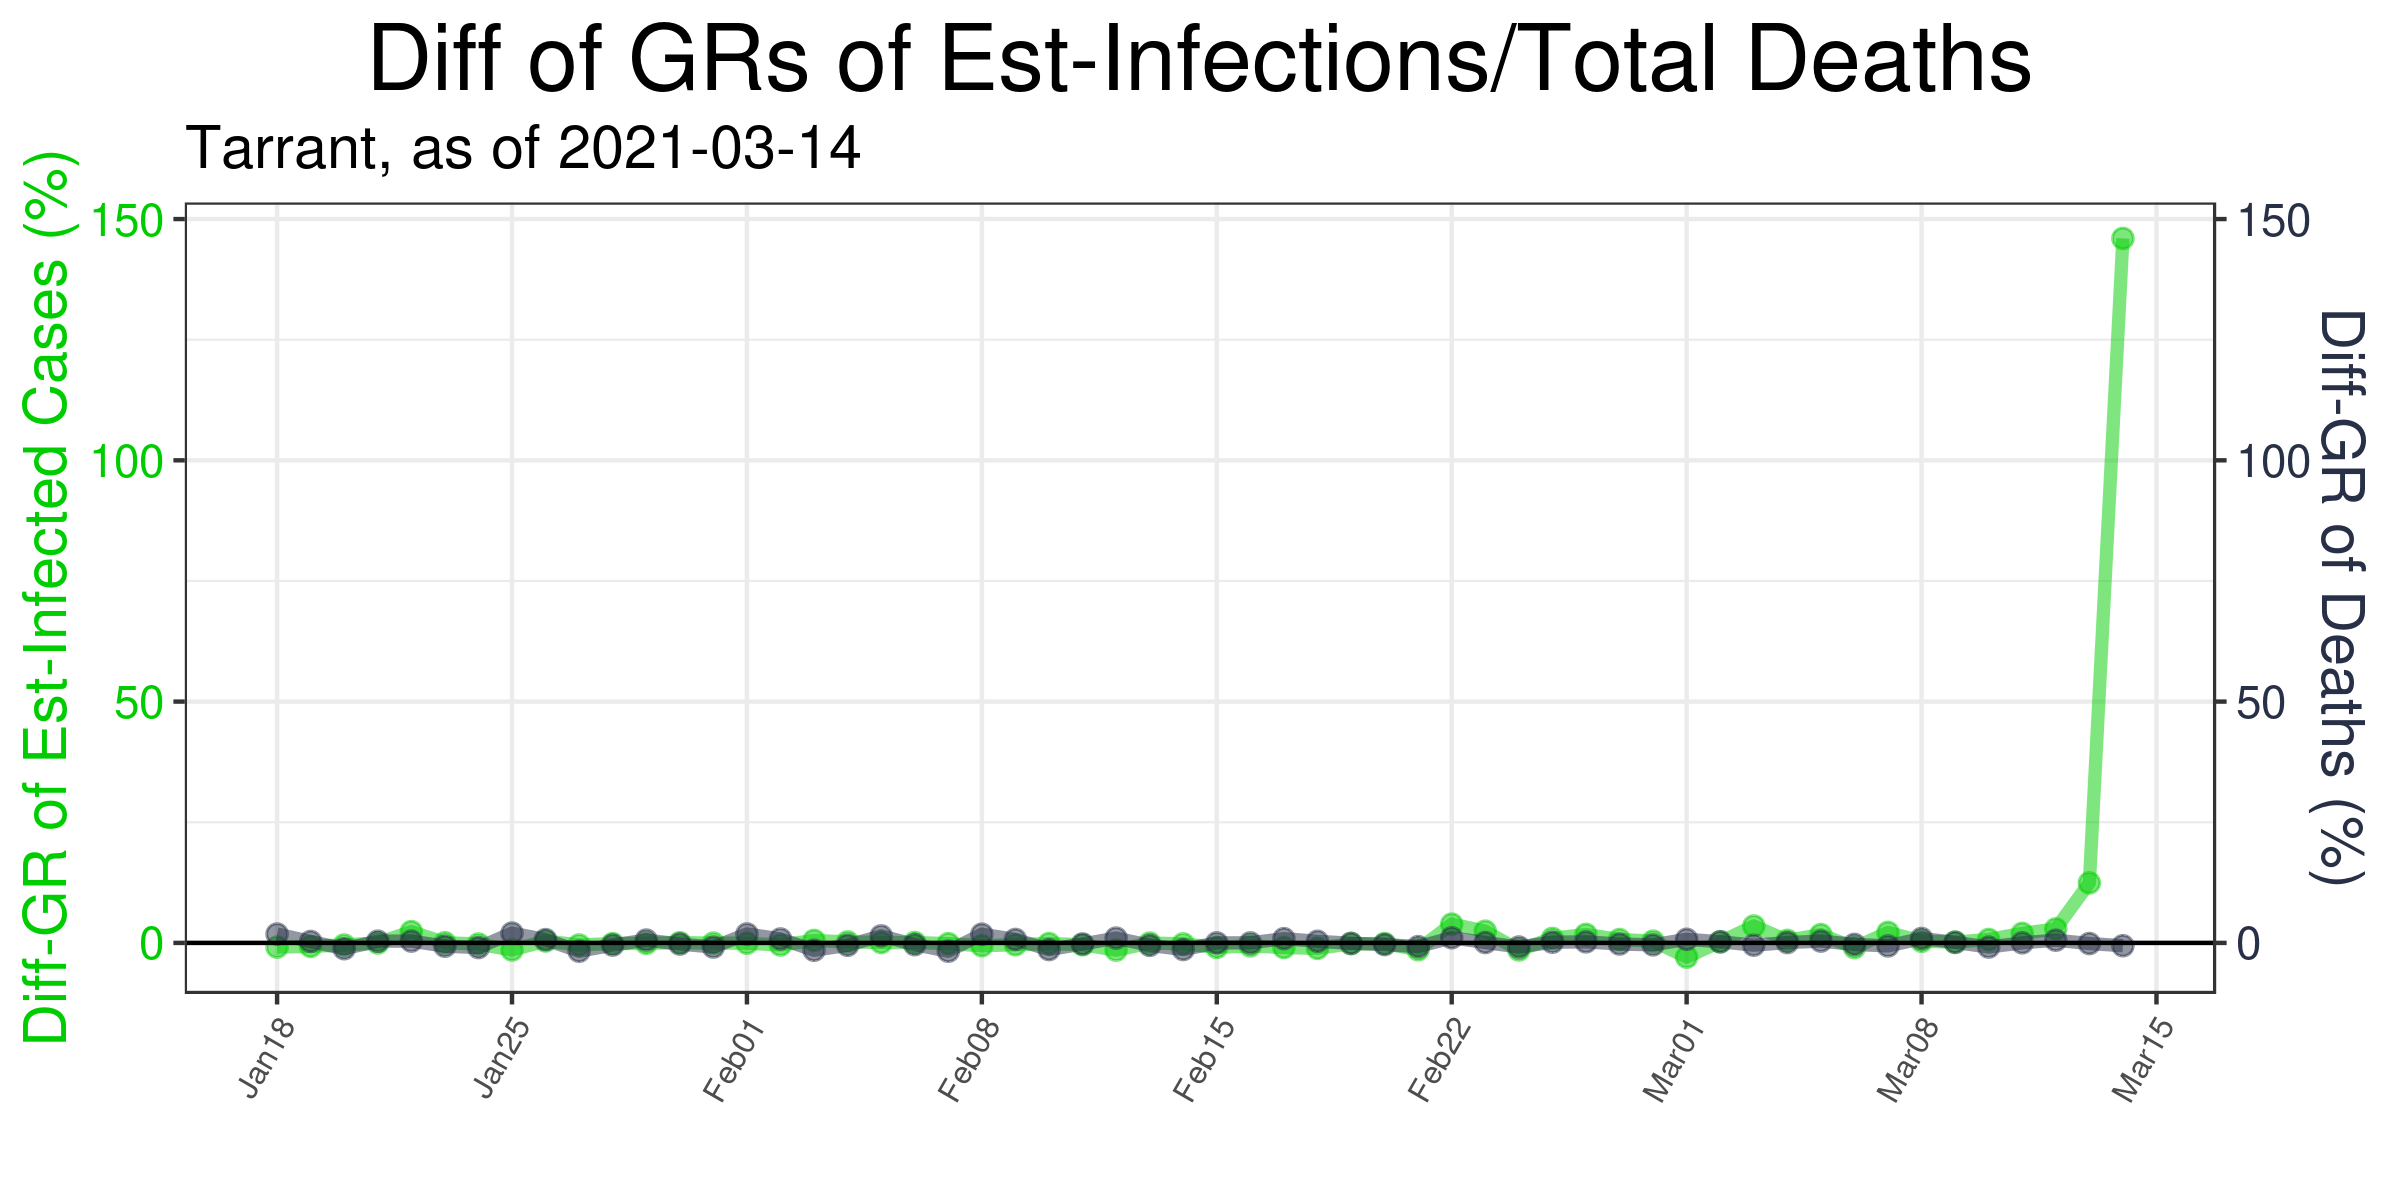 Diff of GRs of Est-Infections/Total Deaths
Tarrant, as of 2021-03-14
Diff-GR of Est-Infected Cases (%)
150
100
50
0
150
100
50
0
Diff-GR of Deaths (%)
Jan18
Jan25
Feb01
Feb08
Feb15
Feb22
Mar01
Mar08
Mar15